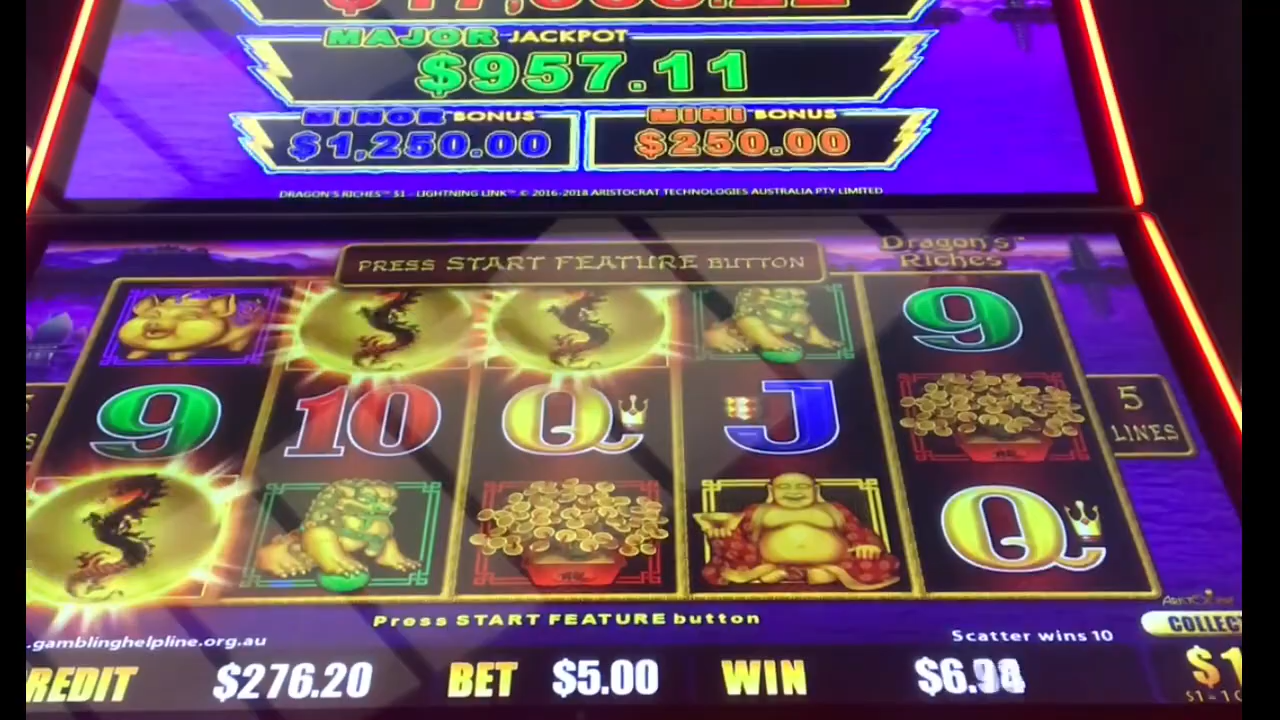 MAJOR JACKPOT
$957.11
MINOR BONUS MINI BONUS
$1,250.00 $250.00
DRAGON'S RICHES™ $1 - LIGHTNING LINK™ © 2016-2018 ARISTOCRAT TECHNOLOGIES AUSTRALIA PTY LIMITED
PRESS START FEATURE BUTTON
Dragon's™
Riches
9
9 10 Q J
5
LINES
Q
Press START FEATURE button
.gamblinghelpline.org.au
Scatter wins 10
COLLECT
REDIT $276.20 BET $5.00 WIN